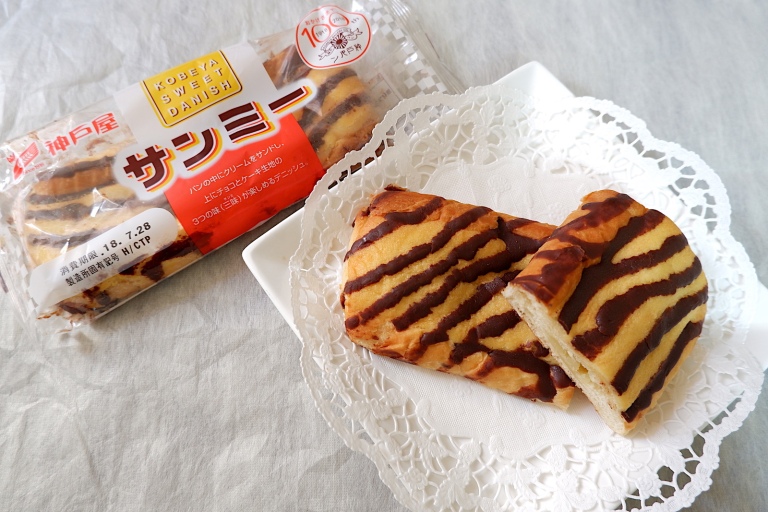 100
神戸屋
KOBEYA
SWEET
DANISH
サンミー
パンの中にクリームをサンドし、
上にチョコとケーキ生地の
3つの味(三味)が楽しめるデニッシュ。
消費期限 18.7.28
製造所固有記号 H/CTP